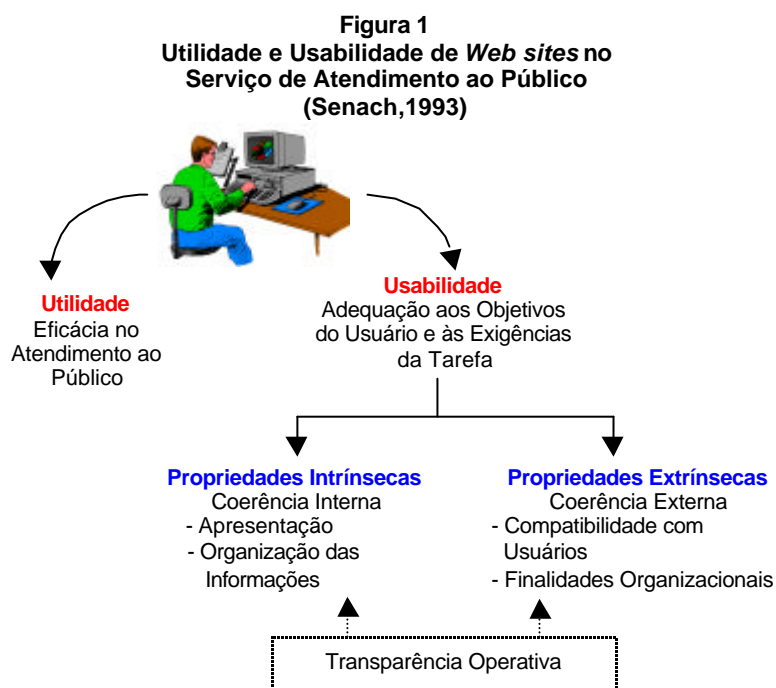 Figura 1
Utilidade e Usabilidade de Web sites no
Serviço de Atendimento ao Público
(Senach,1993)
Utilidade
Eficácia no
Atendimento ao
Público
Usabilidade
Adequação aos Objetivos
do Usuário e às Exigências
da Tarefa
Propriedades Intrínsecas
Coerência Interna
- Apresentação
- Organização das
Informações
Propriedades Extrínsecas
Coerência Externa
- Compatibilidade com
Usuários
- Finalidades Organizacionais
Transparência Operativa